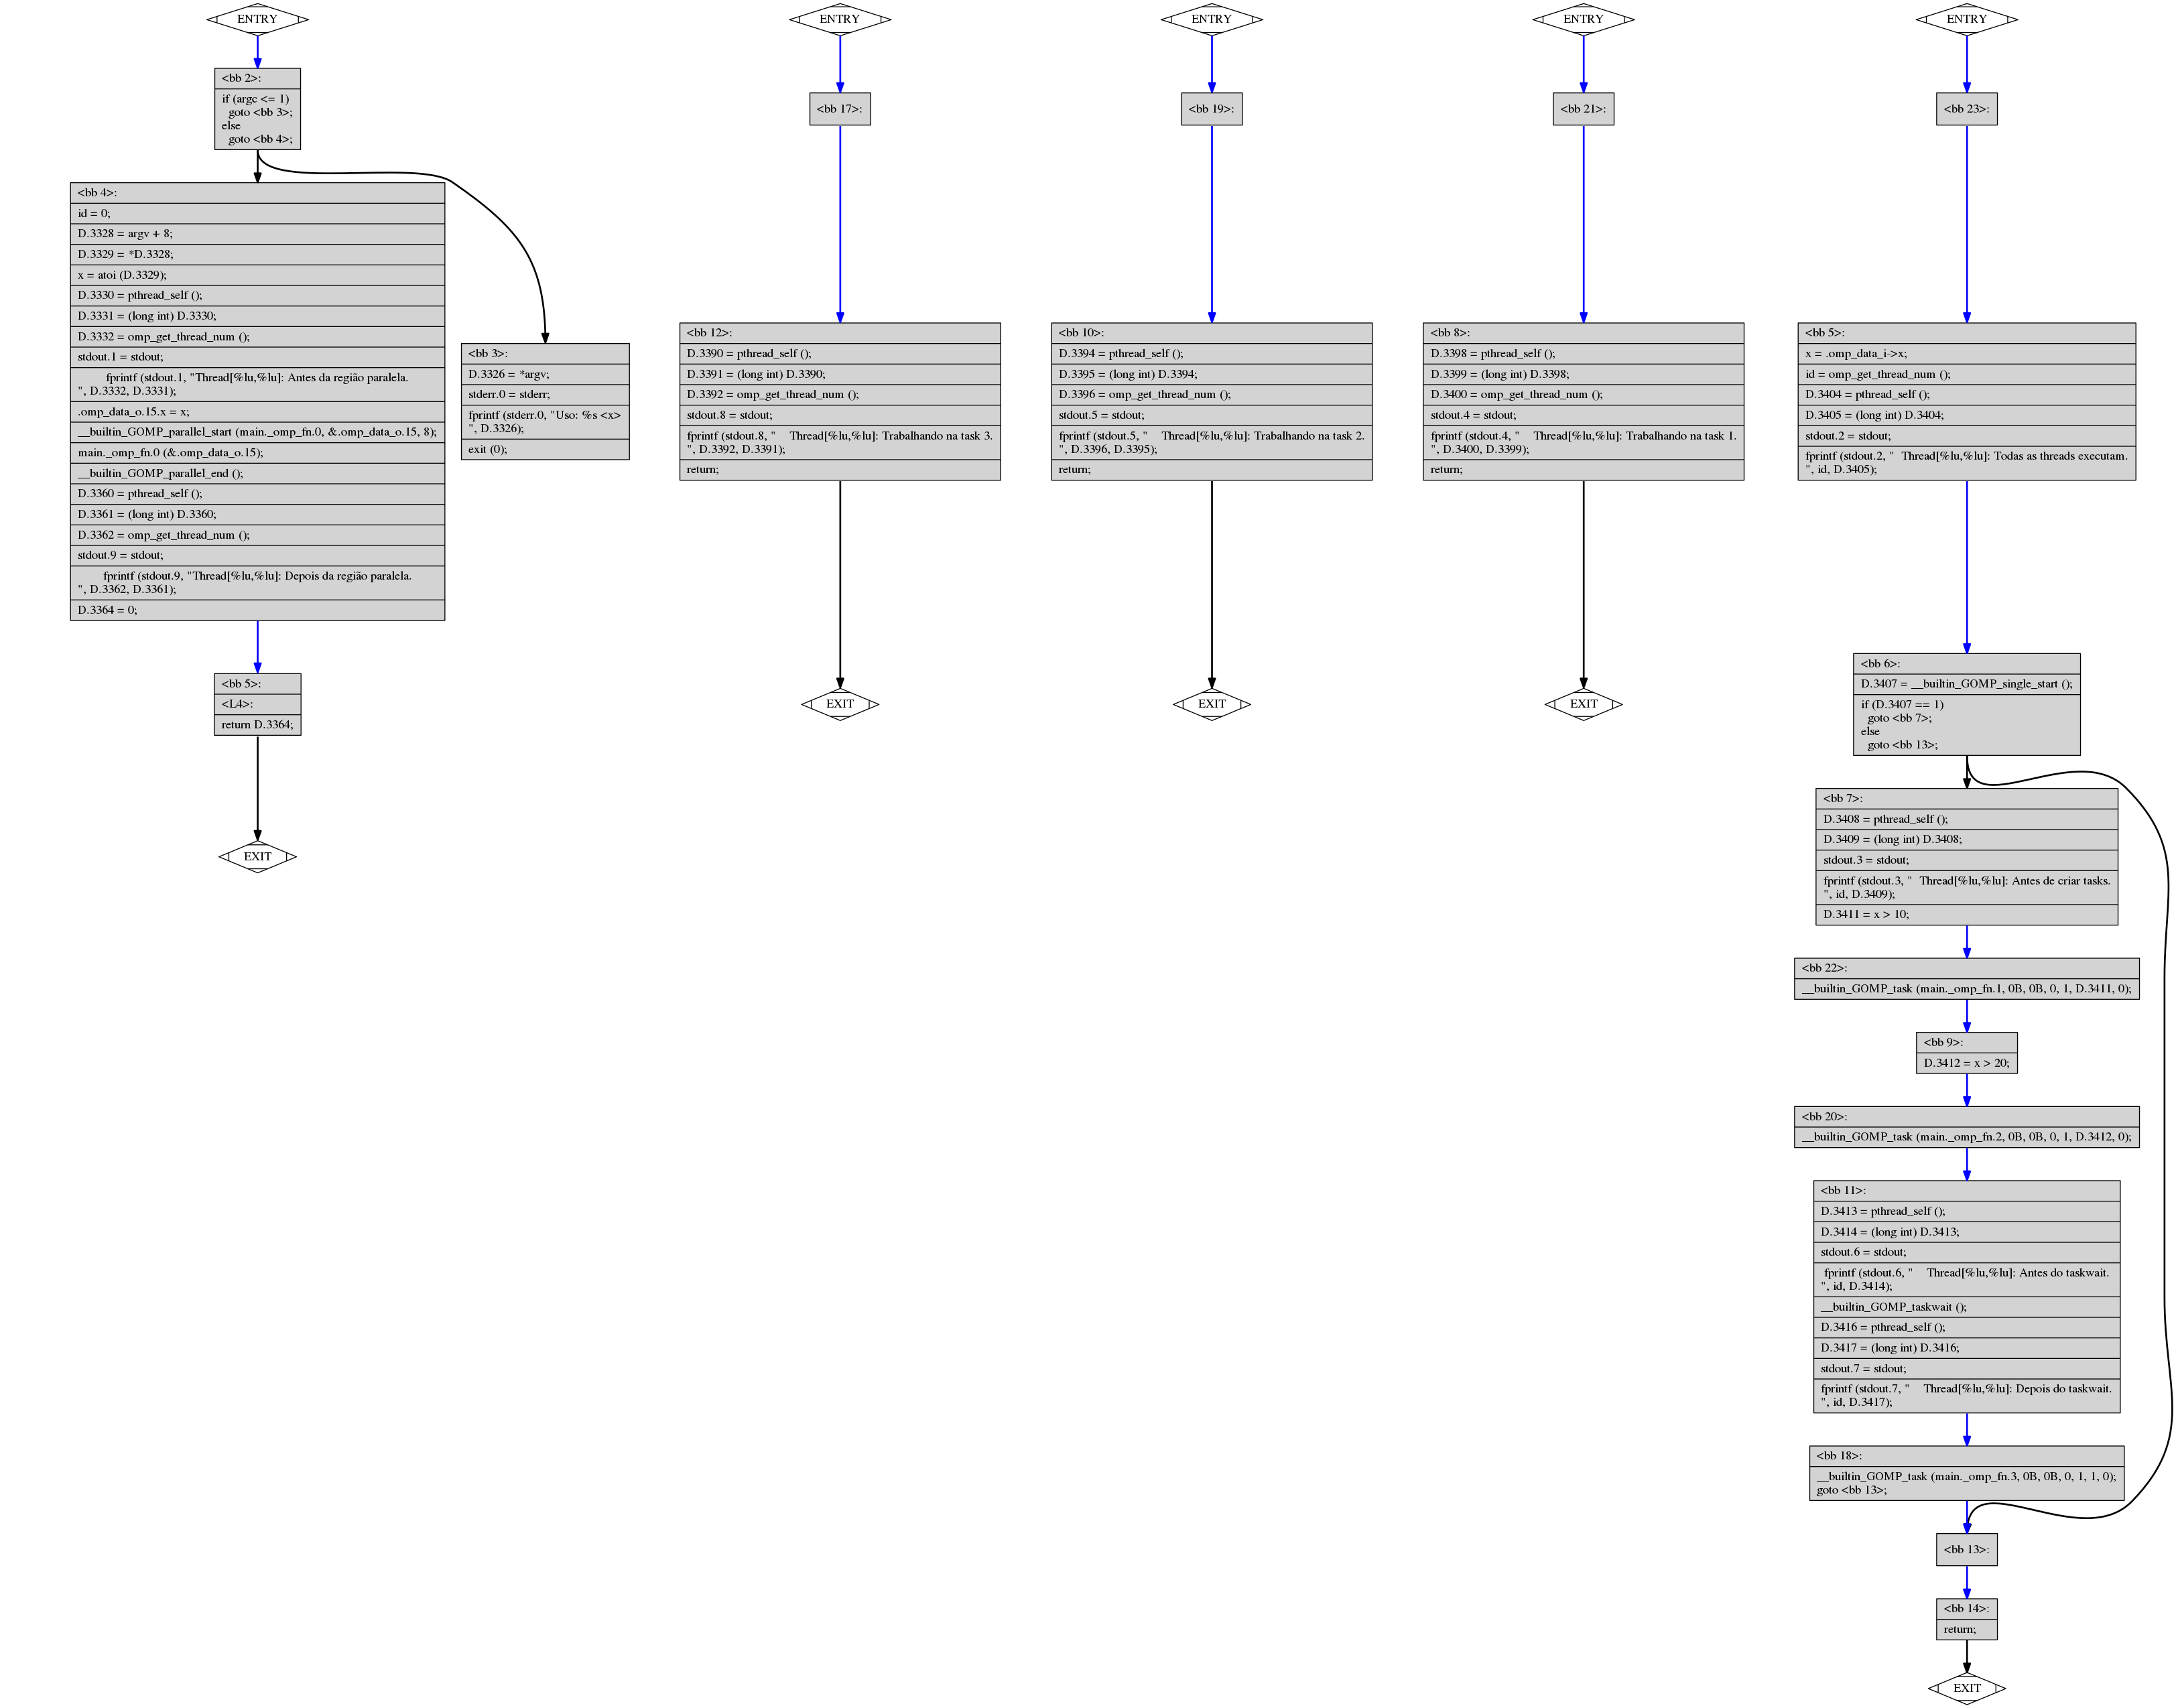 ENTRY
<bb 2>:
if (argc <= 1)
goto <bb 3>;
else
goto <bb 4>;
<bb 4>:
id = 0;
D.3328 = argv + 8;
D.3329 = *D.3328;
x = atoi (D.3329);
D.3330 = pthread_self ();
D.3331 = (long int) D.3330;
D.3332 = omp_get_thread_num ();
stdout.1 = stdout;
fprintf (stdout.1, "Thread[%lu,%lu]: Antes da região paralela.
", D.3332, D.3331);
.omp_data_o.15.x = x;
__builtin_GOMP_parallel_start (main._omp_fn.0, &.omp_data_o.15, 8);
main._omp_fn.0 (&.omp_data_o.15);
__builtin_GOMP_parallel_end ();
D.3360 = pthread_self ();
D.3361 = (long int) D.3360;
D.3362 = omp_get_thread_num ();
stdout.9 = stdout;
fprintf (stdout.9, "Thread[%lu,%lu]: Depois da região paralela.
", D.3362, D.3361);
D.3364 = 0;
<bb 3>:
D.3326 = *argv;
stderr.0 = stderr;
fprintf (stderr.0, "Uso: %s <x>
", D.3326);
exit (0);
<bb 5>:
<L4>:
return D.3364;
EXIT
ENTRY
<bb 17>:
<bb 12>:
D.3390 = pthread_self ();
D.3391 = (long int) D.3390;
D.3392 = omp_get_thread_num ();
stdout.8 = stdout;
fprintf (stdout.8, "    Thread[%lu,%lu]: Trabalhando na task 3.
", D.3392, D.3391);
return;
EXIT
ENTRY
<bb 19>:
<bb 10>:
D.3394 = pthread_self ();
D.3395 = (long int) D.3394;
D.3396 = omp_get_thread_num ();
stdout.5 = stdout;
fprintf (stdout.5, "    Thread[%lu,%lu]: Trabalhando na task 2.
", D.3396, D.3395);
return;
EXIT
ENTRY
<bb 21>:
<bb 8>:
D.3398 = pthread_self ();
D.3399 = (long int) D.3398;
D.3400 = omp_get_thread_num ();
stdout.4 = stdout;
fprintf (stdout.4, "    Thread[%lu,%lu]: Trabalhando na task 1.
", D.3400, D.3399);
return;
EXIT
ENTRY
<bb 23>:
<bb 5>:
x = .omp_data_i->x;
id = omp_get_thread_num ();
D.3404 = pthread_self ();
D.3405 = (long int) D.3404;
stdout.2 = stdout;
fprintf (stdout.2, "  Thread[%lu,%lu]: Todas as threads executam.
", id, D.3405);
<bb 6>:
D.3407 = __builtin_GOMP_single_start ();
if (D.3407 == 1)
goto <bb 7>;
else
goto <bb 13>;
<bb 7>:
D.3408 = pthread_self ();
D.3409 = (long int) D.3408;
stdout.3 = stdout;
fprintf (stdout.3, "  Thread[%lu,%lu]: Antes de criar tasks.
", id, D.3409);
D.3411 = x > 10;
<bb 22>:
__builtin_GOMP_task (main._omp_fn.1, 0B, 0B, 0, 1, D.3411, 0);
<bb 9>:
D.3412 = x > 20;
<bb 20>:
__builtin_GOMP_task (main._omp_fn.2, 0B, 0B, 0, 1, D.3412, 0);
<bb 11>:
D.3413 = pthread_self ();
D.3414 = (long int) D.3413;
stdout.6 = stdout;
fprintf (stdout.6, "    Thread[%lu,%lu]: Antes do taskwait.
", id, D.3414);
__builtin_GOMP_taskwait ();
D.3416 = pthread_self ();
D.3417 = (long int) D.3416;
stdout.7 = stdout;
fprintf (stdout.7, "    Thread[%lu,%lu]: Depois do taskwait.
", id, D.3417);
<bb 18>:
__builtin_GOMP_task (main._omp_fn.3, 0B, 0B, 0, 1, 1, 0);
goto <bb 13>;
<bb 13>:
<bb 14>:
return;
EXIT